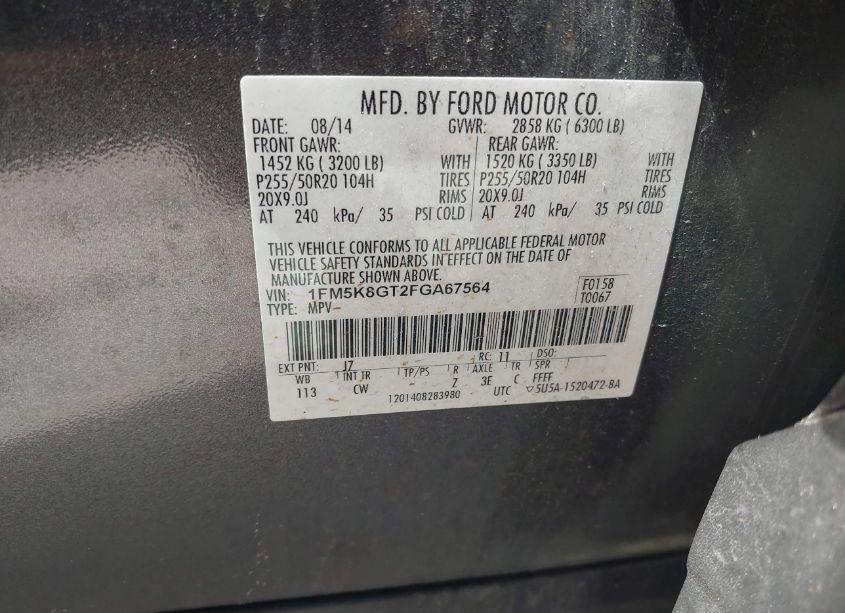 MFD. BY FORD MOTOR CO.
DATE: 08/14 GVWR: 2858 KG ( 6300 LB)
FRONT GAWR: REAR GAWR:
1452 KG ( 3200 LB) WITH 1520 KG ( 3350 LB) WITH
P255/50R20 104H TIRES P255/50R20 104H TIRES
20X9.0J RIMS 20X9.0J RIMS
AT 240 kPa/ 35 PSI COLD AT 240 kPa/ 35 PSI COLD
THIS VEHICLE CONFORMS TO ALL APPLICABLE FEDERAL MOTOR
VEHICLE SAFETY STANDARDS IN EFFECT ON THE DATE OF
MANUFACTURE SHOWN ABOVE.
VIN: 1FM5K8GT2FGA67564 F0158
TYPE: MPV T0067
EXT PNT: J7 RC: 11 DSO:
WB INT TR TP/PS R AXLE TR SPR
113 CW Z 3E C FFFF
1201408283980 UTC ▽5U5A-1520472-BA